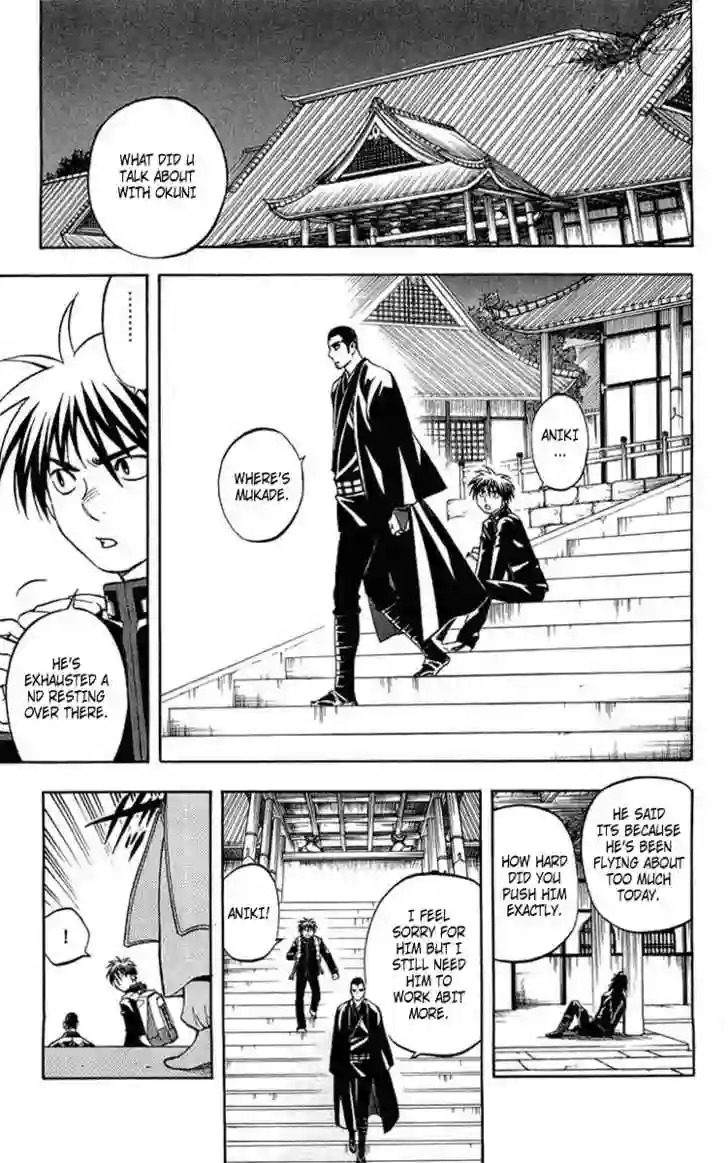 WHAT DID U
TALK ABOUT
WITH OKUNI
ANIKI
...
WHERE'S
MUKADE.
........
HE'S
EXHAUSTED A
ND RESTING
OVER THERE.
HE SAID
ITS BECAUSE
HE'S BEEN
FLYING ABOUT
TOO MUCH
TODAY.
HOW HARD
DID YOU
PUSH HIM
EXACTLY.
I FEEL
SORRY FOR
HIM BUT I
STILL NEED
HIM TO
WORK ABIT
MORE.
ANIKI!
!